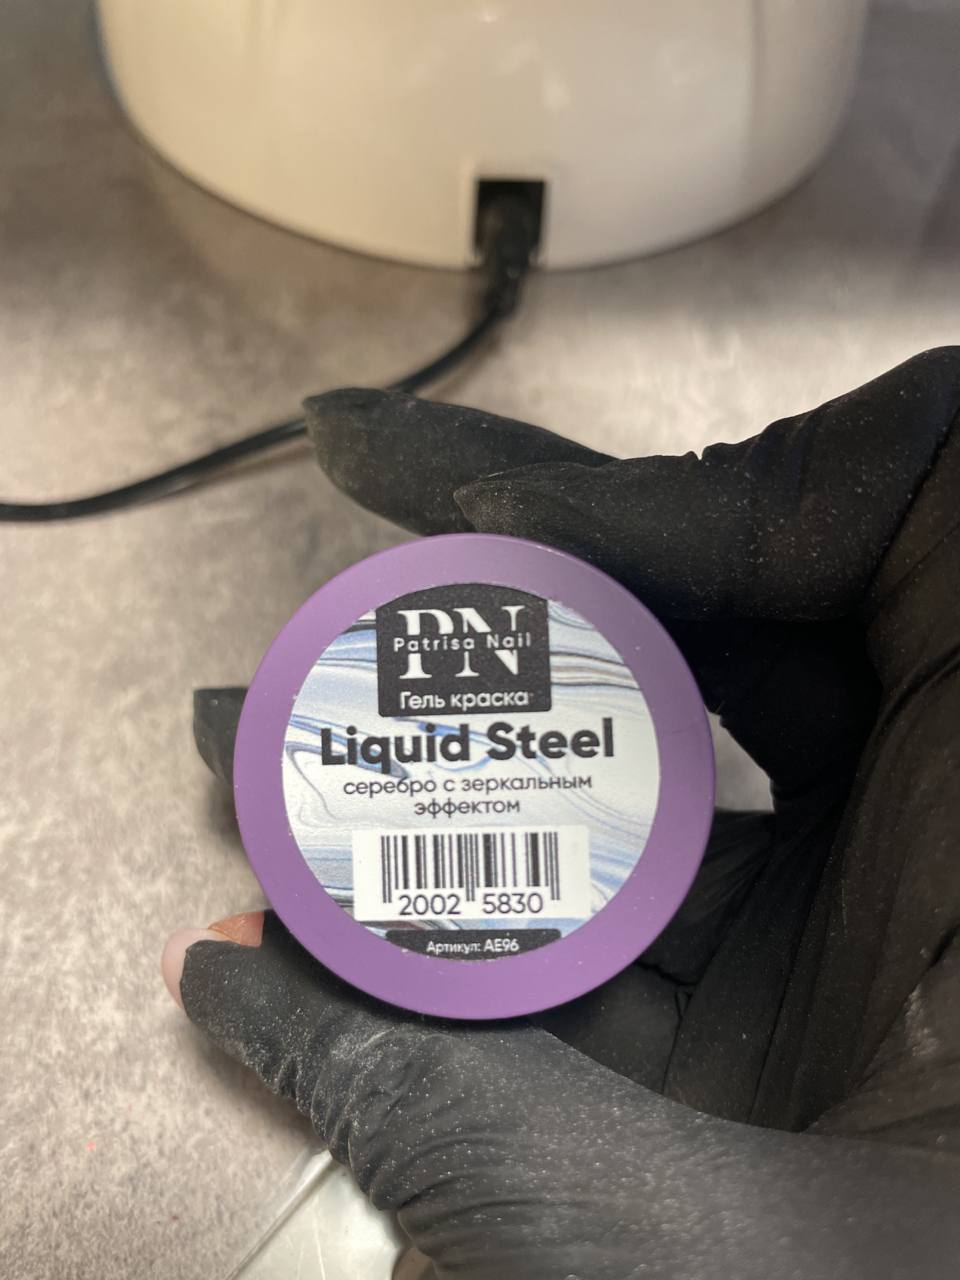 PN
Patrisa Nail
Гель краска
Liquid Steel
серебро с зеркальным
эффектом
2002 5830
Артикул: AE96